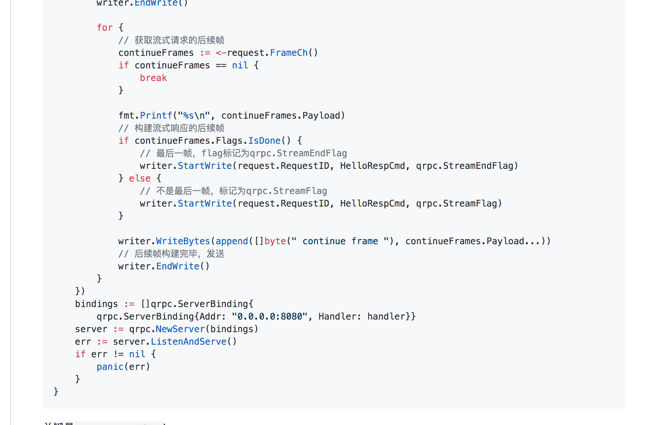 writer.EndWrite()
for {
// 获取流式请求的后续帧
continueFrames := <-request.FrameCh()
if continueFrames == nil {
break
}
fmt.Printf("%s\n", continueFrames.Payload)
// 构建流式响应的后续帧
if continueFrames.Flags.IsDone() {
// 最后一帧，flag标记为qrpc.StreamEndFlag
writer.StartWrite(request.RequestID, HelloRespCmd, qrpc.StreamEndFlag)
} else {
// 不是最后一帧，标记为qrpc.StreamFlag
writer.StartWrite(request.RequestID, HelloRespCmd, qrpc.StreamFlag)
}
writer.WriteBytes(append([]byte(" continue frame "), continueFrames.Payload...))
// 后续帧构建完毕，发送
writer.EndWrite()
}
})
bindings := []qrpc.ServerBinding{
qrpc.ServerBinding{Addr: "0.0.0.0:8080", Handler: handler}}
server := qrpc.NewServer(bindings)
err := server.ListenAndServe()
if err != nil {
panic(err)
}
}